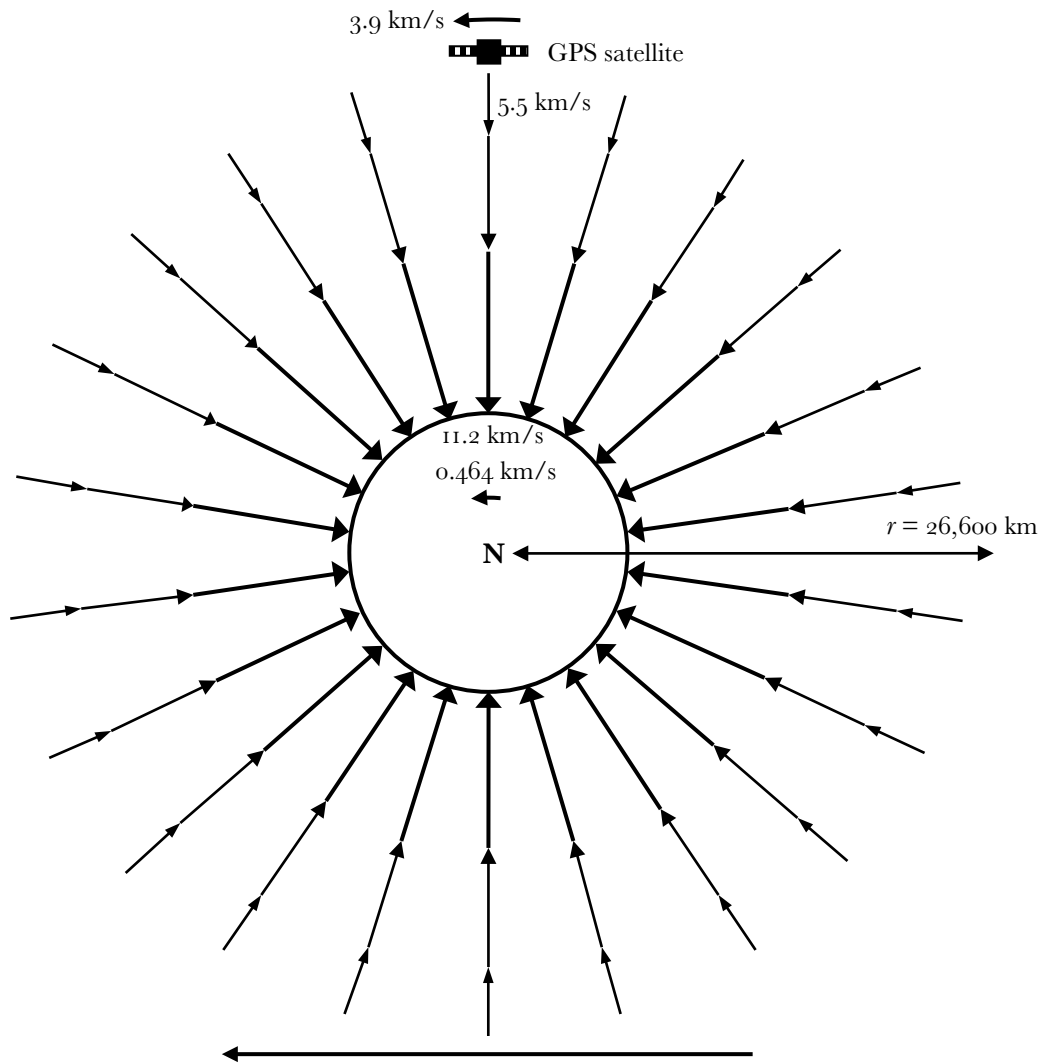 3.9 km/s
GPS satellite
5.5 km/s
11.2 km/s
0.464 km/s
r = 26,600 km
N